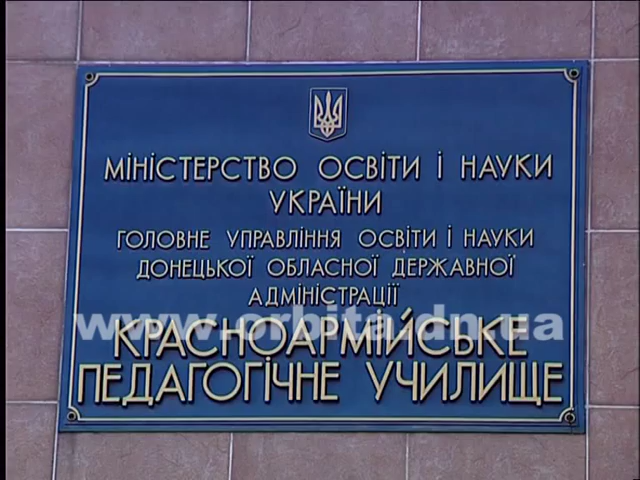 МІНІСТЕРСТВО ОСВІТИ І НАУКИ
УКРАЇНИ
ГОЛОВНЕ УПРАВЛІННЯ ОСВІТИ І НАУКИ
ДОНЕЦЬКОЇ ОБЛАСНОЇ ДЕРЖАВНОЇ
АДМІНІСТРАЦІЇ
www.orbita.dn.ua
КРАСНОАРМІЙСЬКЕ
ПЕДАГОГІЧНЕ УЧИЛИЩЕ